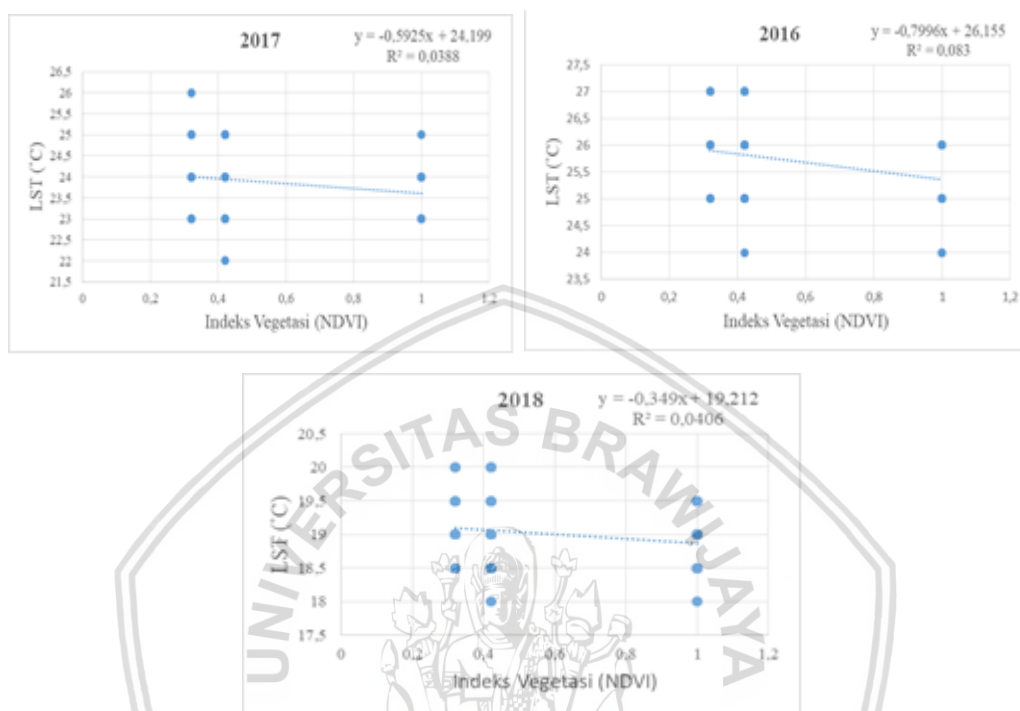 2017
y = -0,5925x + 24,199
R² = 0,0388
26,5
26
25,5
25
24,5
24
23,5
23
22,5
22
21,5
LST (˚C)
0 0,2 0,4 0,6 0,8 1 1,2
Indeks Vegetasi (NDVI)
2016
y = -0,7996x + 26,155
R² = 0,083
27,5
27
26,5
26
25,5
25
24,5
24
23,5
LST (˚C)
0 0,2 0,4 0,6 0,8 1 1,2
Indeks Vegetasi (NDVI)
2018
y = -0,349x + 19,212
R² = 0,0406
20,5
20
19,5
19
18,5
18
17,5
LST (˚C)
0 0,2 0,4 0,6 0,8 1 1,2
Indeks Vegetasi (NDVI)
UNIVERSITAS BRAWIJAYA